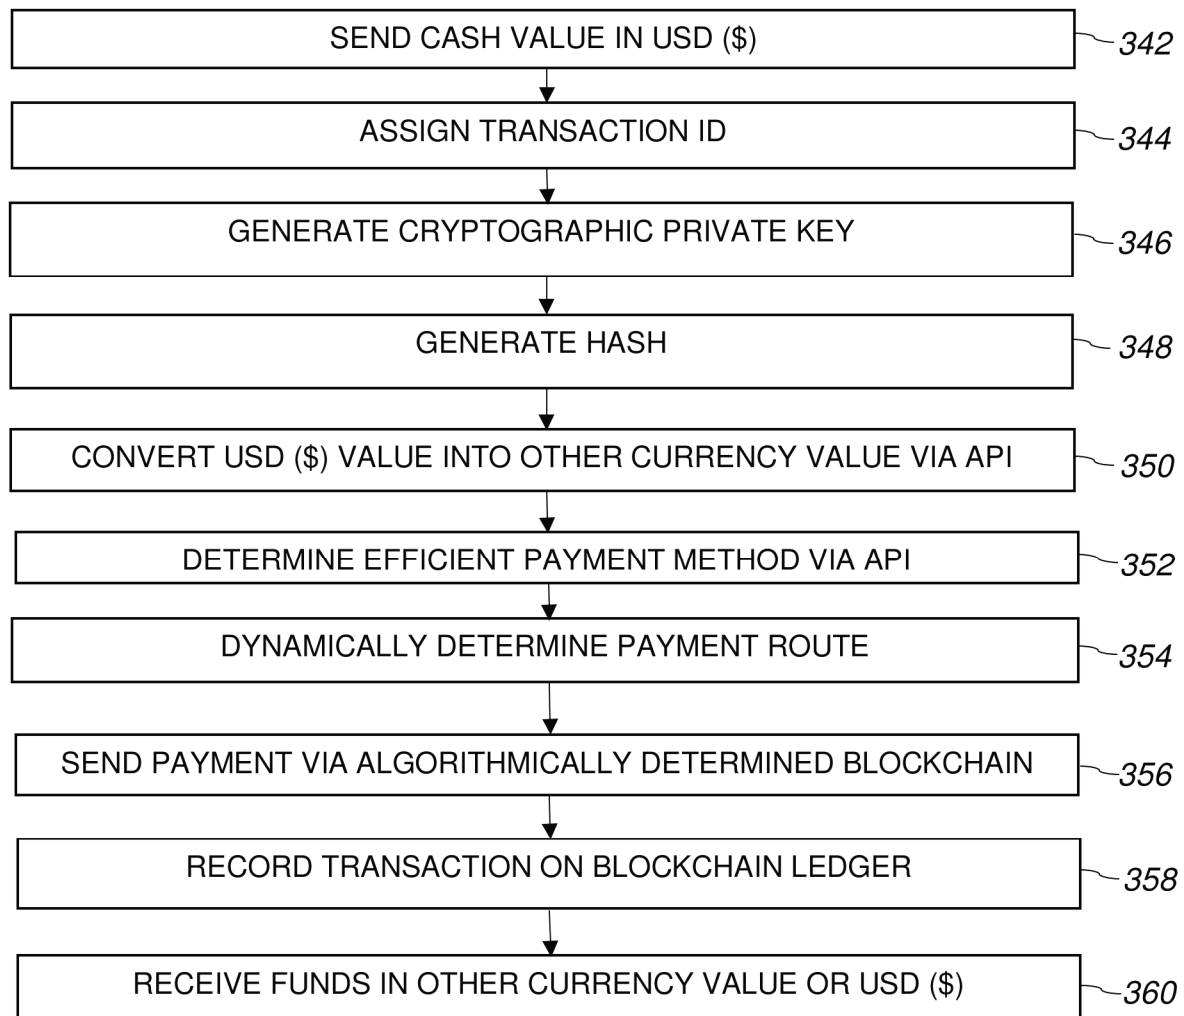 SEND CASH VALUE IN USD ($) 342
ASSIGN TRANSACTION ID 344
GENERATE CRYPTOGRAPHIC PRIVATE KEY 346
GENERATE HASH 348
CONVERT USD ($) VALUE INTO OTHER CURRENCY VALUE VIA API 350
DETERMINE EFFICIENT PAYMENT METHOD VIA API 352
DYNAMICALLY DETERMINE PAYMENT ROUTE 354
SEND PAYMENT VIA ALGORITHMICALLY DETERMINED BLOCKCHAIN 356
RECORD TRANSACTION ON BLOCKCHAIN LEDGER 358
RECEIVE FUNDS IN OTHER CURRENCY VALUE OR USD ($) 360